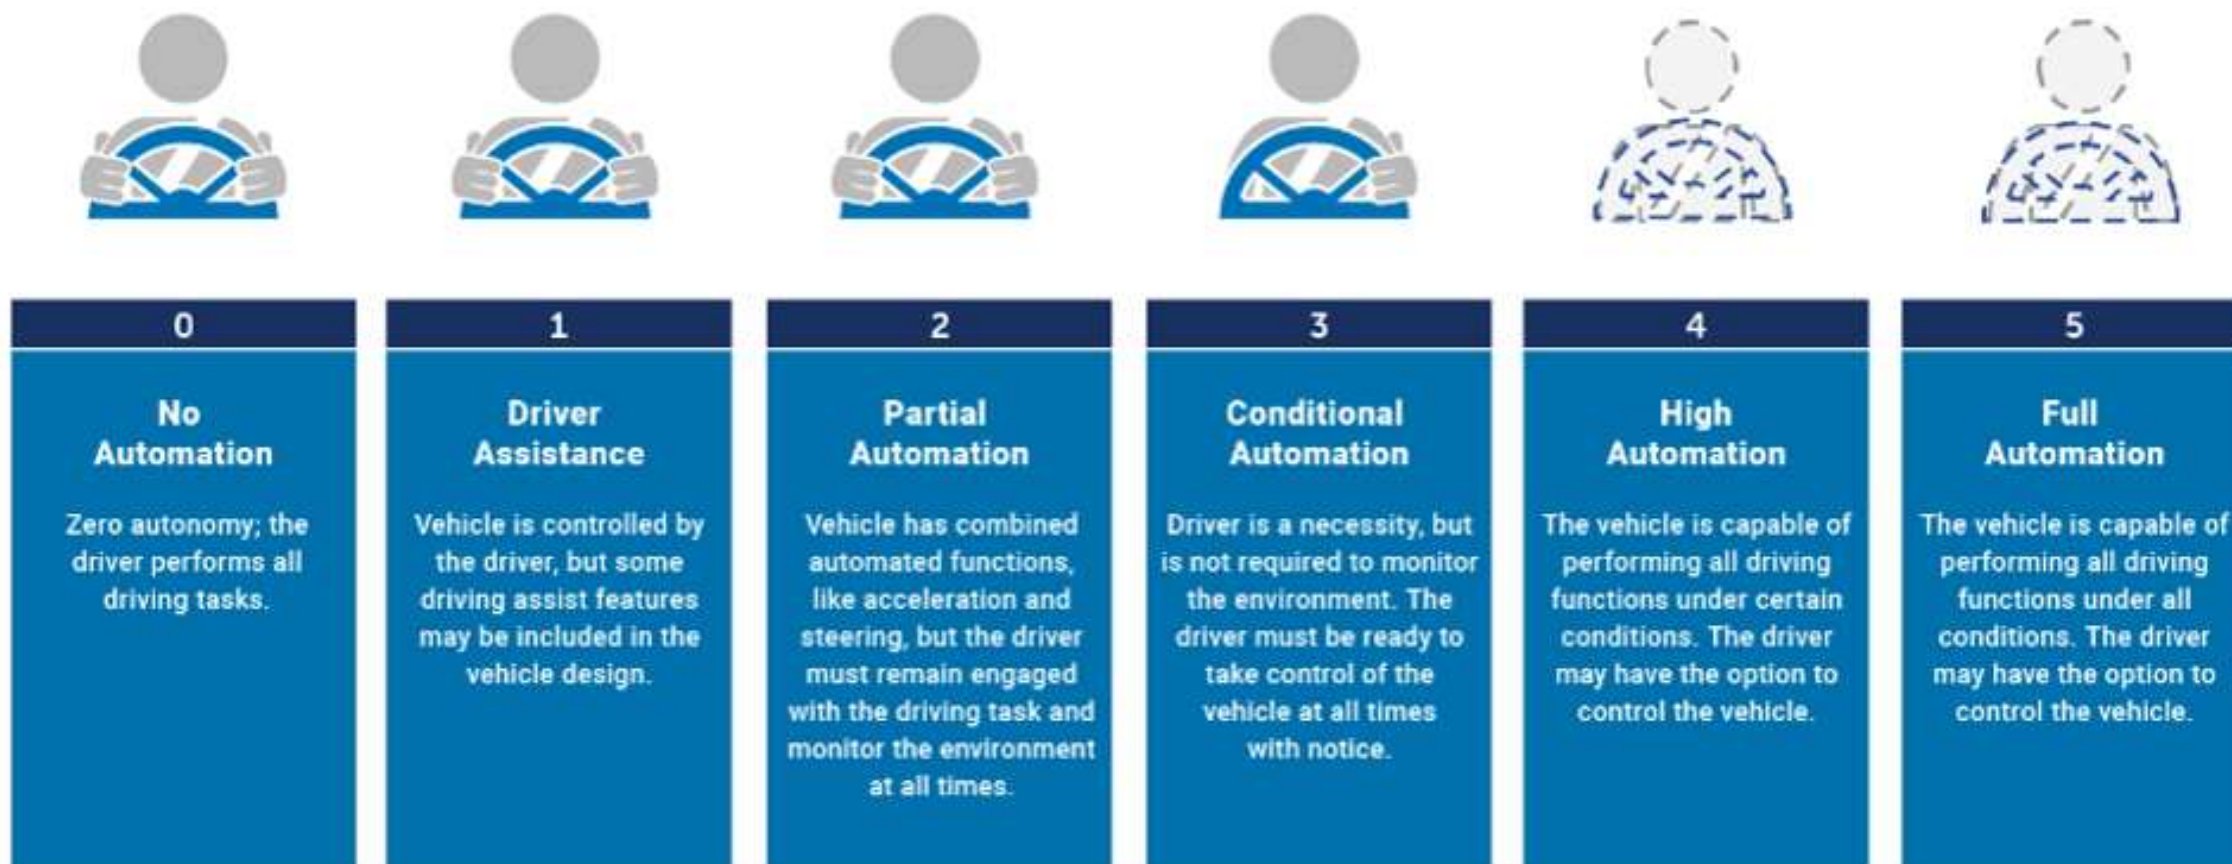 0
No
Automation
Zero autonomy; the
driver performs all
driving tasks.
1
Driver
Assistance
Vehicle is controlled by
the driver, but some
driving assist features
may be included in the
vehicle design.
2
Partial
Automation
Vehicle has combined
automated functions,
like acceleration and
steering, but the driver
must remain engaged
with the driving task and
monitor the environment
at all times.
3
Conditional
Automation
Driver is a necessity, but
is not required to monitor
the environment. The
driver must be ready to
take control of the
vehicle at all times
with notice.
4
High
Automation
The vehicle is capable of
performing all driving
functions under certain
conditions. The driver
may have the option to
control the vehicle.
5
Full
Automation
The vehicle is capable of
performing all driving
functions under all
conditions. The driver
may have the option to
control the vehicle.